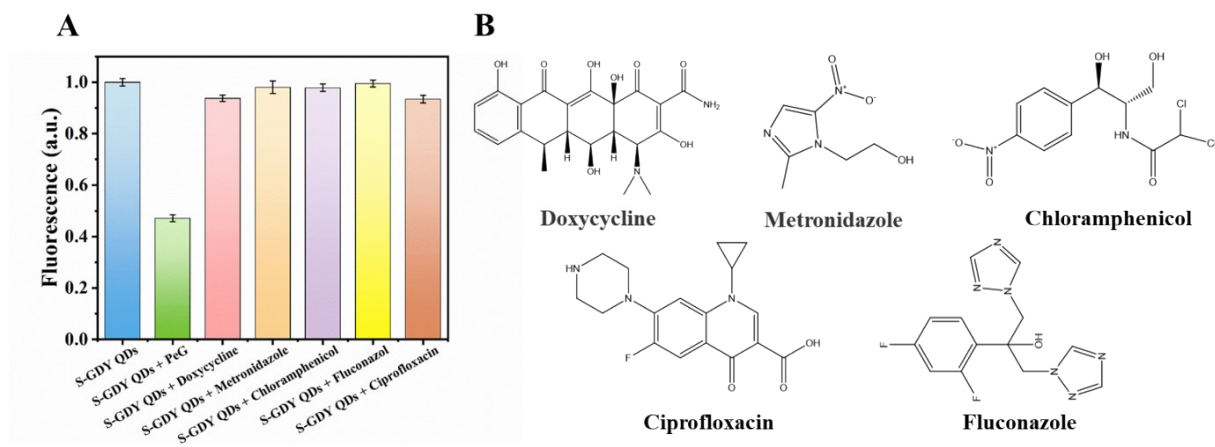 A
B
Fluorescence (a.u.)
1.0
0.8
0.6
0.4
0.2
0.0
S-GDY QDs
S-GDY QDs + PeG
S-GDY QDs + Doxycycline
S-GDY QDs + Metronidazole
S-GDY QDs + Chloramphenicol
S-GDY QDs + Fluconazol
S-GDY QDs + Ciprofloxacin
OH
O
OH
OH
O
O
NH₂
OH
H
OH
H
N
Doxycycline
O
N⁺
O⁻
N
N
OH
Metronidazole
OH
OH
Cl
Cl
HN
O
⁻O
N⁺
O
Chloramphenicol
HN
N
N
F
O
O
OH
Ciprofloxacin
N
N
N
OH
N
N
N
F
F
Fluconazole